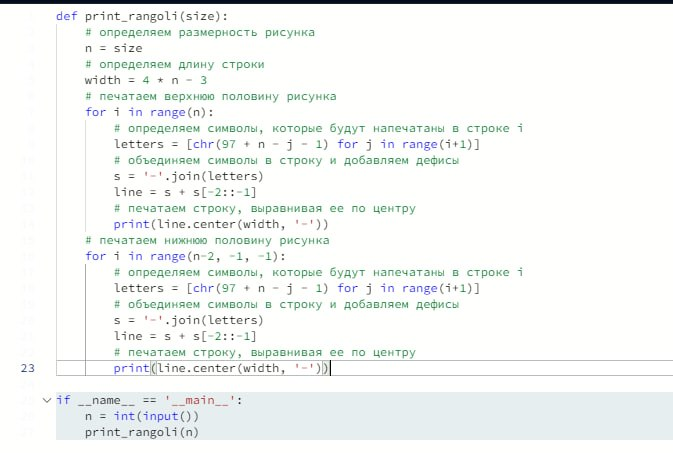 def print_rangoli(size):
    # определяем размерность рисунка
    n = size
    # определяем длину строки
    width = 4 * n - 3
    # печатаем верхнюю половину рисунка
    for i in range(n):
        # определяем символы, которые будут напечатаны в строке i
        letters = [chr(97 + n - j - 1) for j in range(i+1)]
        # объединяем символы в строку и добавляем дефисы
        s = '-'.join(letters)
        line = s + s[-2::-1]
        # печатаем строку, выравнивая ее по центру
        print(line.center(width, '-'))
    # печатаем нижнюю половину рисунка
    for i in range(n-2, -1, -1):
        # определяем символы, которые будут напечатаны в строке i
        letters = [chr(97 + n - j - 1) for j in range(i+1)]
        # объединяем символы в строку и добавляем дефисы
        s = '-'.join(letters)
        line = s + s[-2::-1]
        # печатаем строку, выравнивая ее по центру
23        print(line.center(width, '-'))
if __name__ == '__main__':
    n = int(input())
    print_rangoli(n)